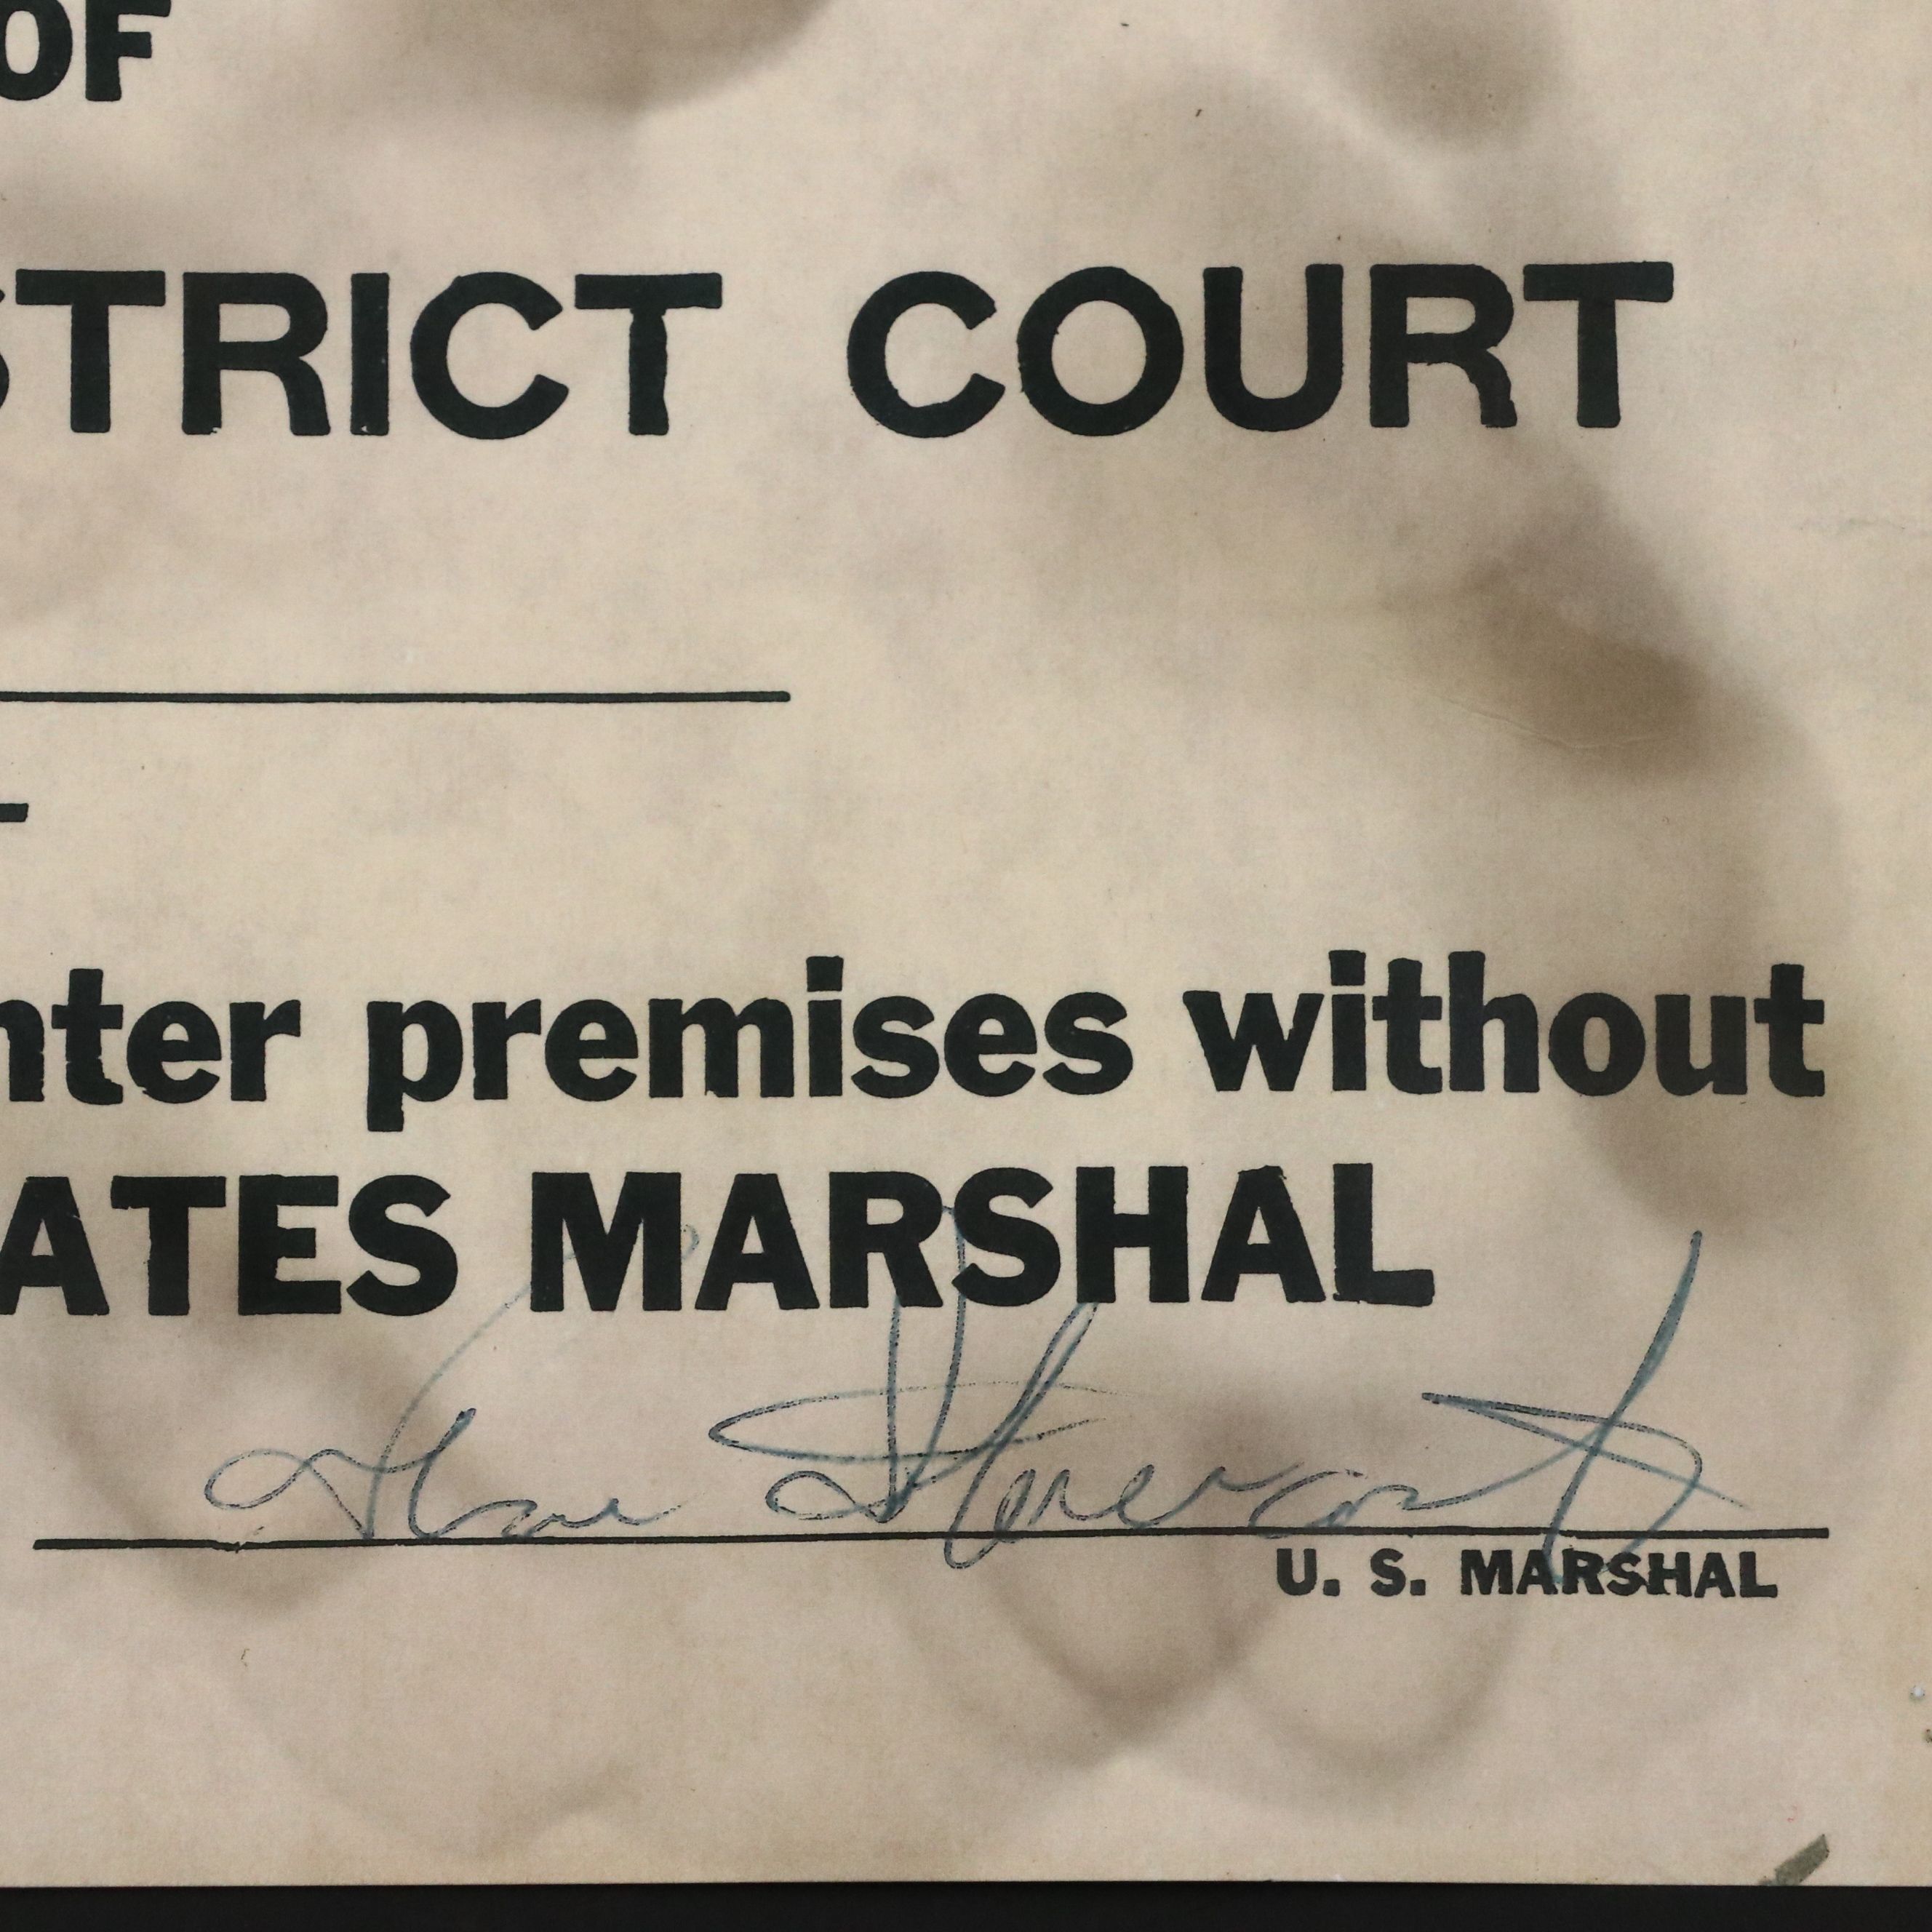 OF
STRICT COURT
nter premises without
ATES MARSHAL
U. S. MARSHAL